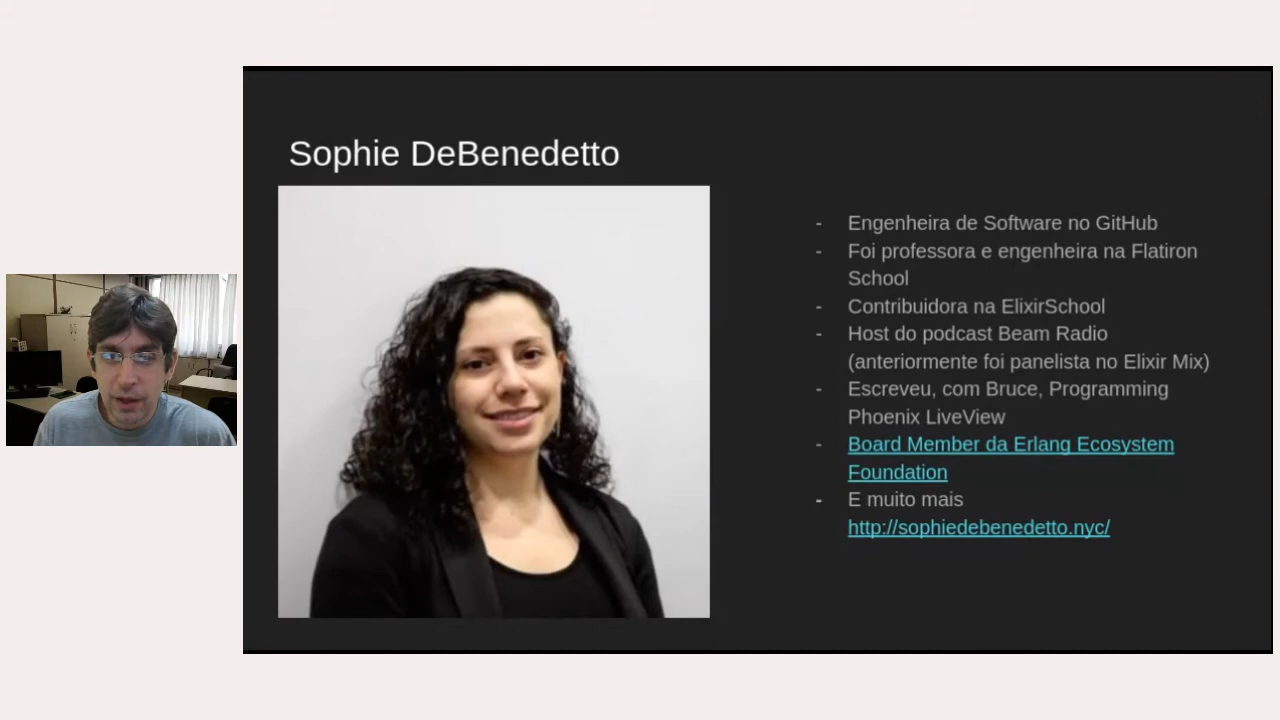 Sophie DeBenedetto
- Engenheira de Software no GitHub
- Foi professora e engenheira na Flatiron
School
- Contribuidora na ElixirSchool
- Host do podcast Beam Radio
(anteriormente foi panelista no Elixir Mix)
- Escreveu, com Bruce, Programming
Phoenix LiveView
- Board Member da Erlang Ecosystem
Foundation
- E muito mais
http://sophiedebenedetto.nyc/